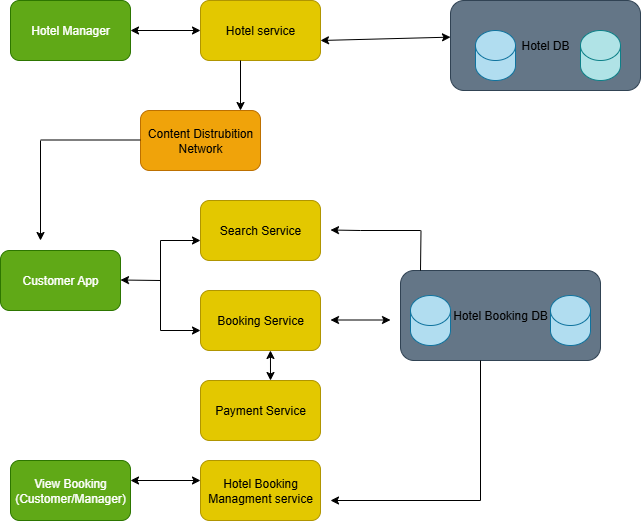 Hotel Manager
Hotel service
Hotel DB
Content Distrubition
Network
Search Service
Customer App
Booking Service
Hotel Booking DB
Payment Service
View Booking
(Customer/Manager)
Hotel Booking
Managment service